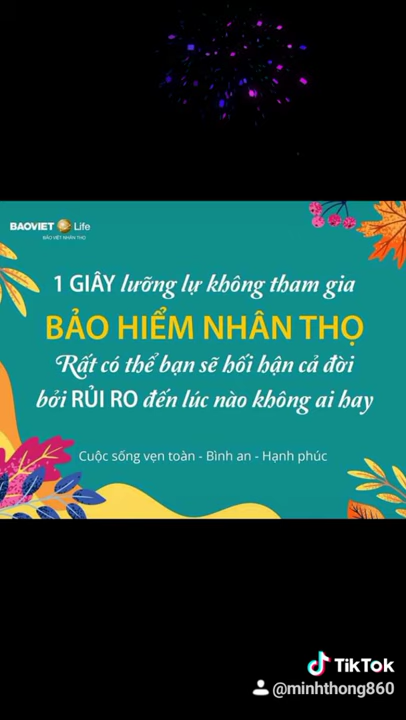 BAOVIET Life
BẢO VIỆT NHÂN THỌ
1 GIÂY lưỡng lự không tham gia
BẢO HIỂM NHÂN THỌ
Rất có thể bạn sẽ hối hận cả đời
bởi RỦI RO đến lúc nào không ai hay
Cuộc sống vẹn toàn - Bình an - Hạnh phúc
TikTok
@minhthong860